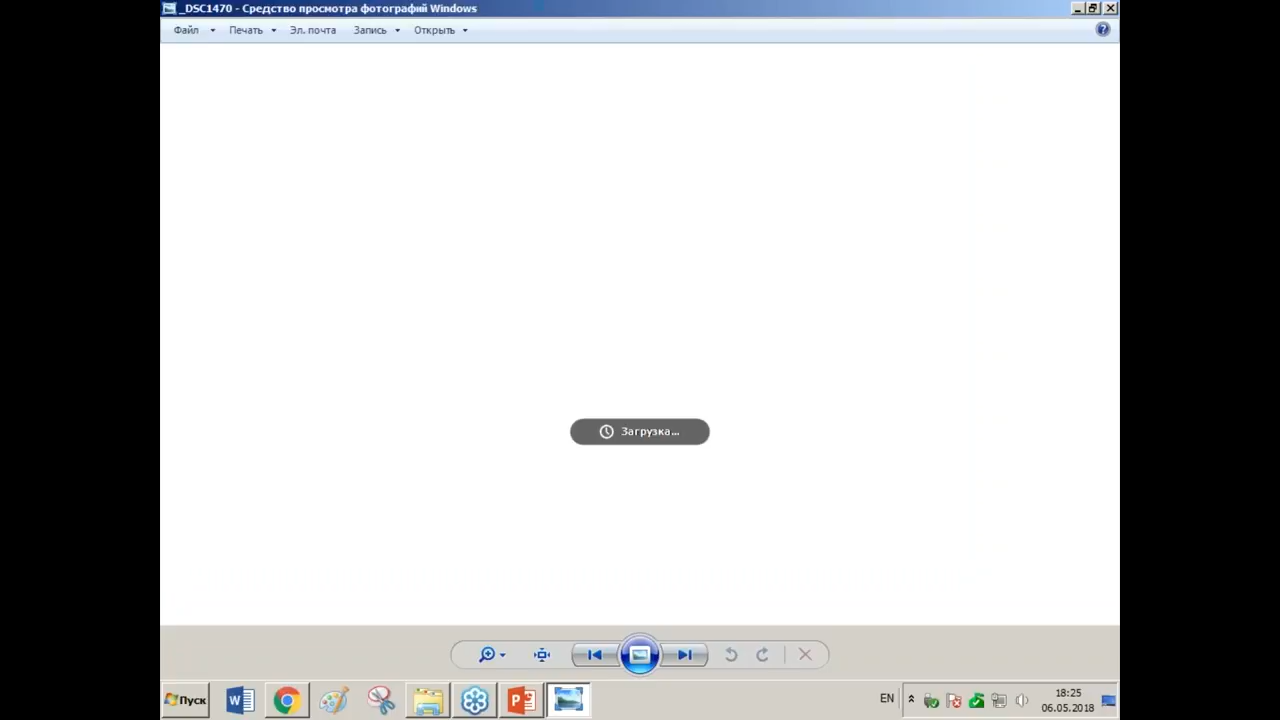 _DSC1470 - Средство просмотра фотографий Windows
Файл Печать Эл. почта Запись Открыть
Загрузка...
Пуск
EN
18:25
06.05.2018